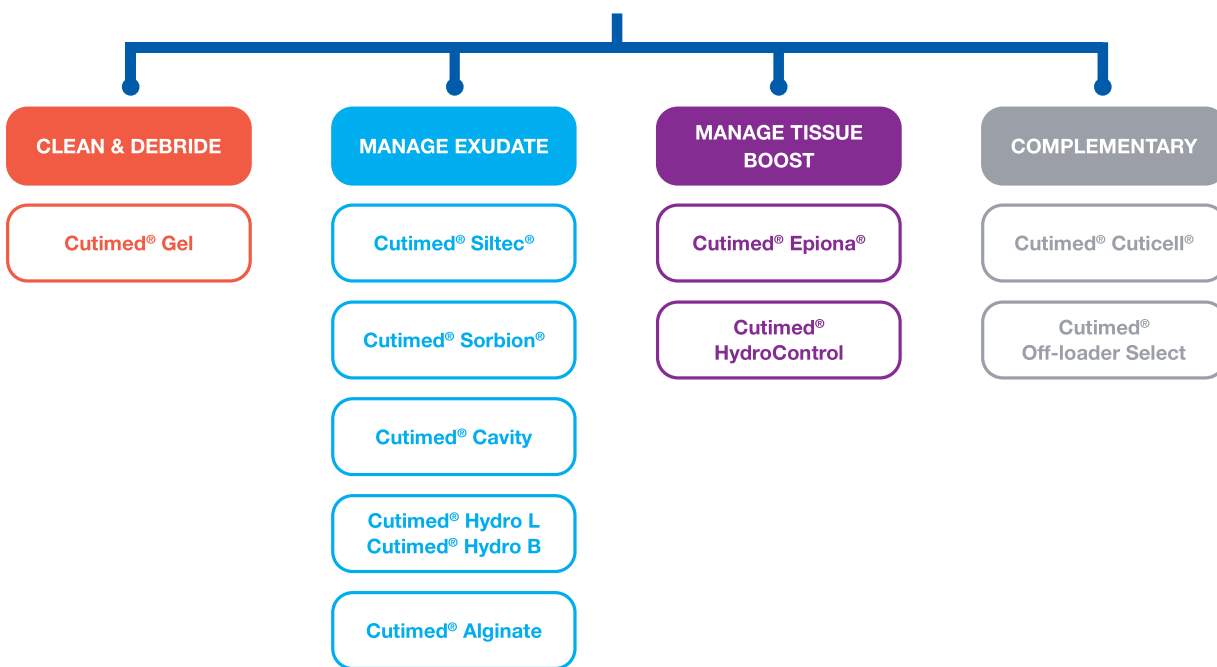 CLEAN & DEBRIDE
Cutimed® Gel
MANAGE EXUDATE
Cutimed® Siltec®
Cutimed® Sorbion®
Cutimed® Cavity
Cutimed® Hydro L
Cutimed® Hydro B
Cutimed® Alginate
MANAGE TISSUE
BOOST
Cutimed® Epiona®
Cutimed®
HydroControl
COMPLEMENTARY
Cutimed® Cuticell®
Cutimed®
Off-loader Select